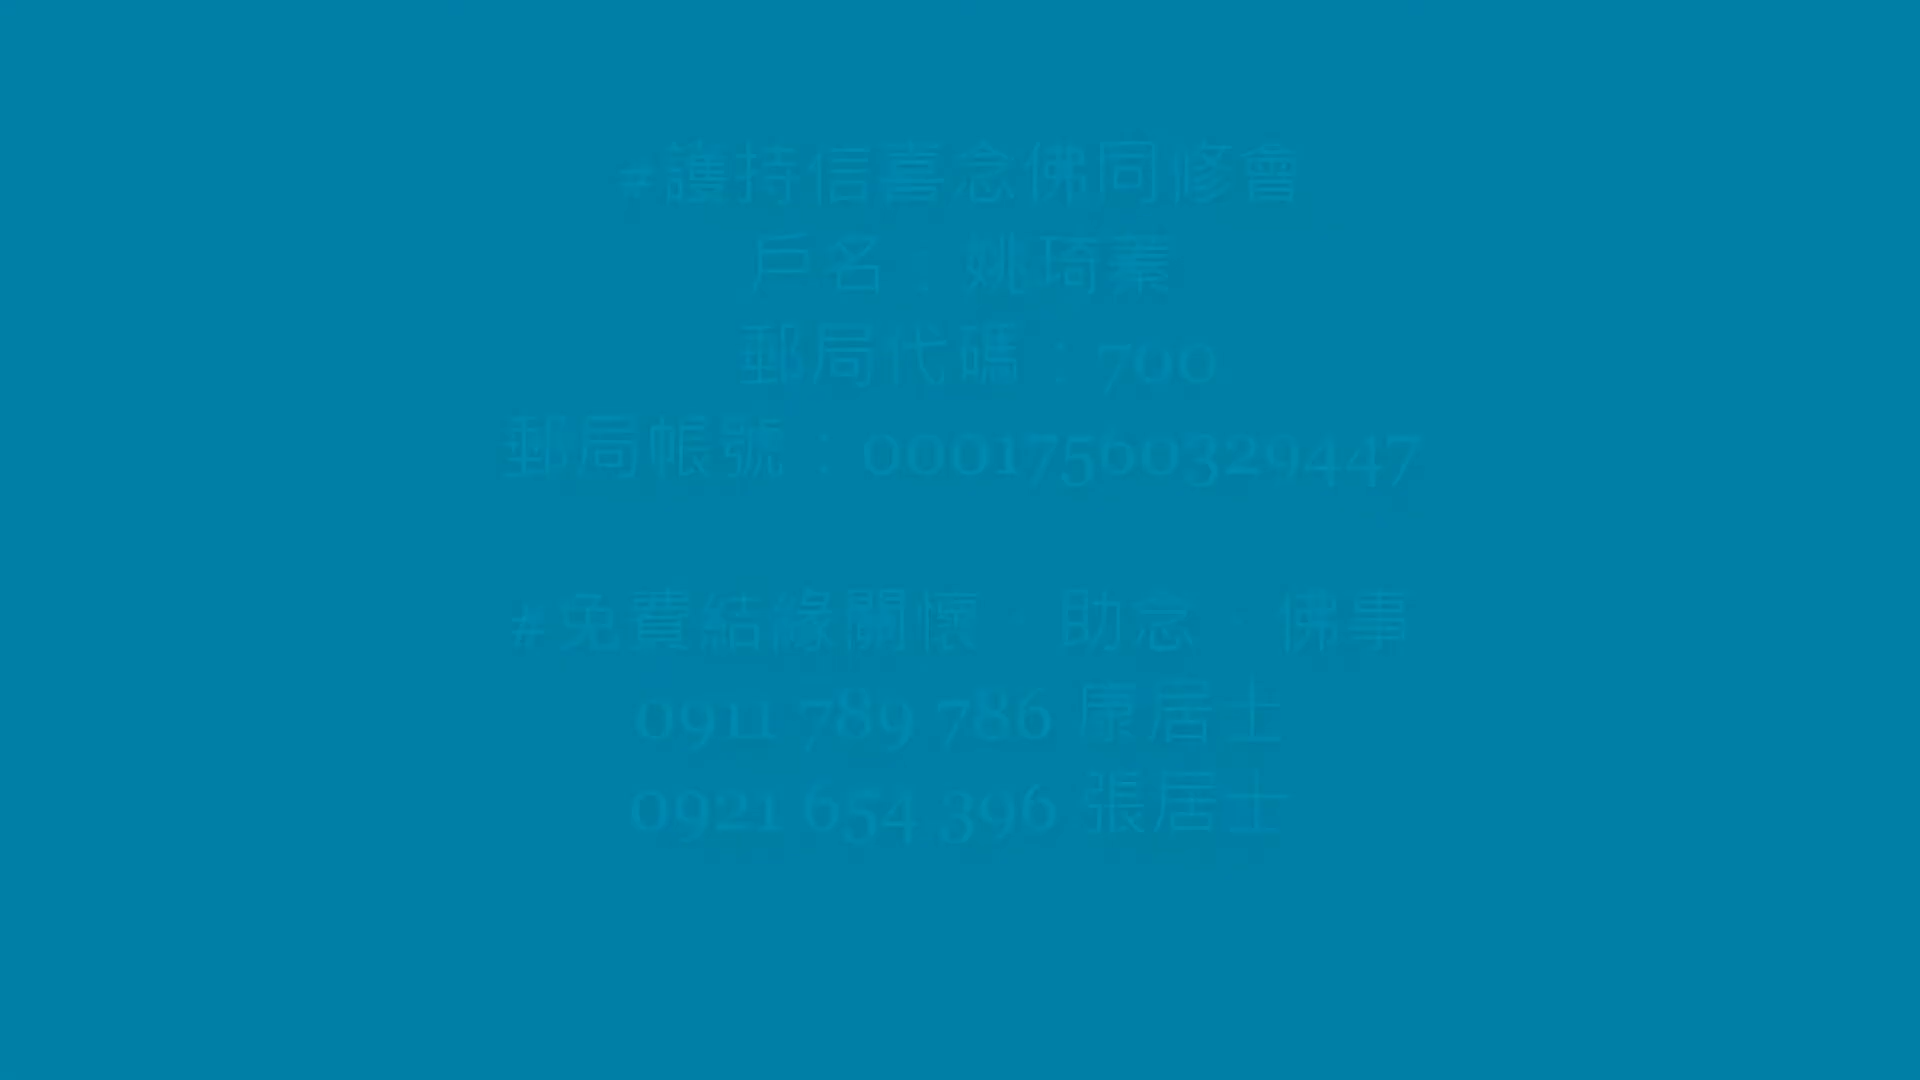 #護持信喜念佛同修會
戶名：姚琦蓁
郵局代碼：700
郵局帳號：00017560329447
#免費結緣關懷、助念、佛事
0911 789 786 康居士
0921 654 396 張居士